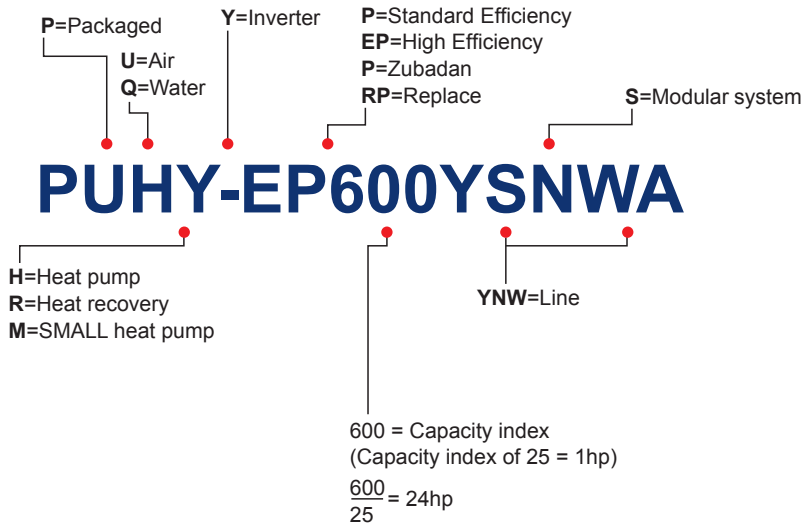 P=Packaged
U=Air
Q=Water
Y=Inverter
P=Standard Efficiency
EP=High Efficiency
P=Zubadan
RP=Replace
S=Modular system
PUHY-EP600YSNWA
H=Heat pump
R=Heat recovery
M=SMALL heat pump
YNW=Line
600 = Capacity index
(Capacity index of 25 = 1hp)
600
25
= 24hp